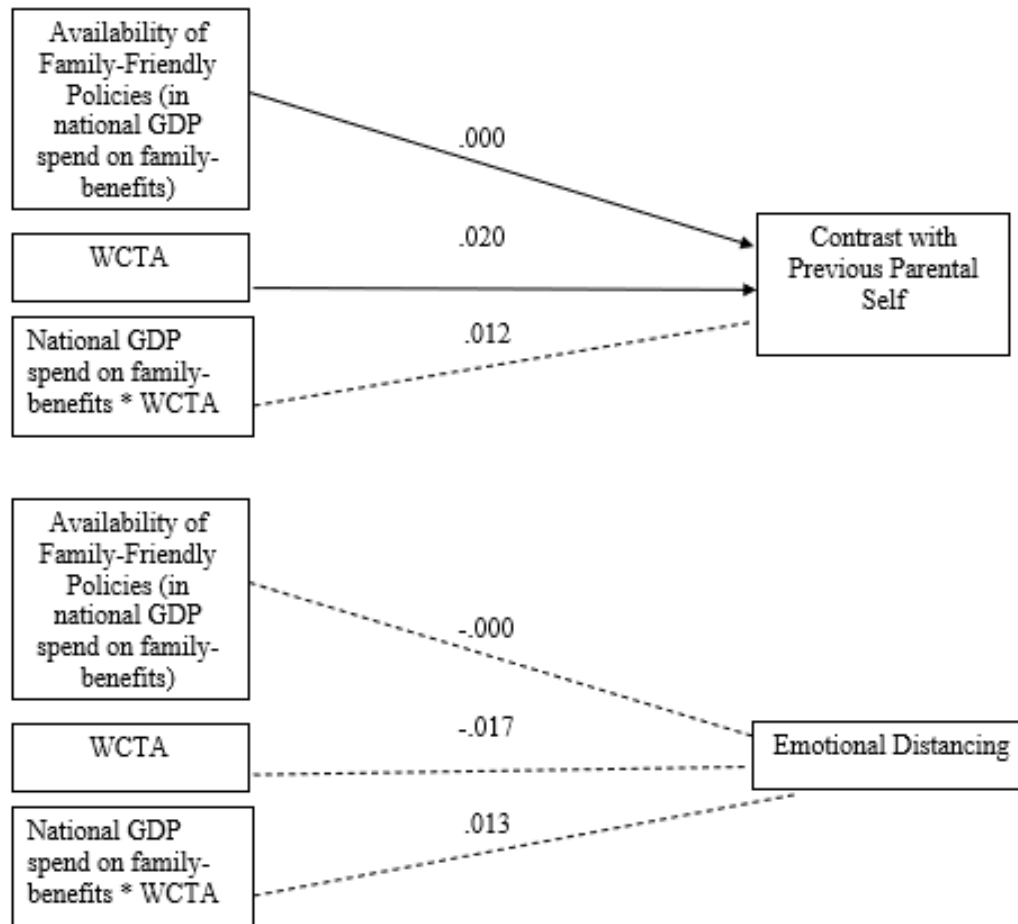 Availability of
Family-Friendly
Policies (in
national GDP
spend on family-
benefits)
.000
WCTA
.020
Contrast with
Previous Parental
Self
National GDP
spend on family-
benefits * WCTA
.012
Availability of
Family-Friendly
Policies (in
national GDP
spend on family-
benefits)
-.000
WCTA
-.017
Emotional Distancing
National GDP
spend on family-
benefits * WCTA
.013